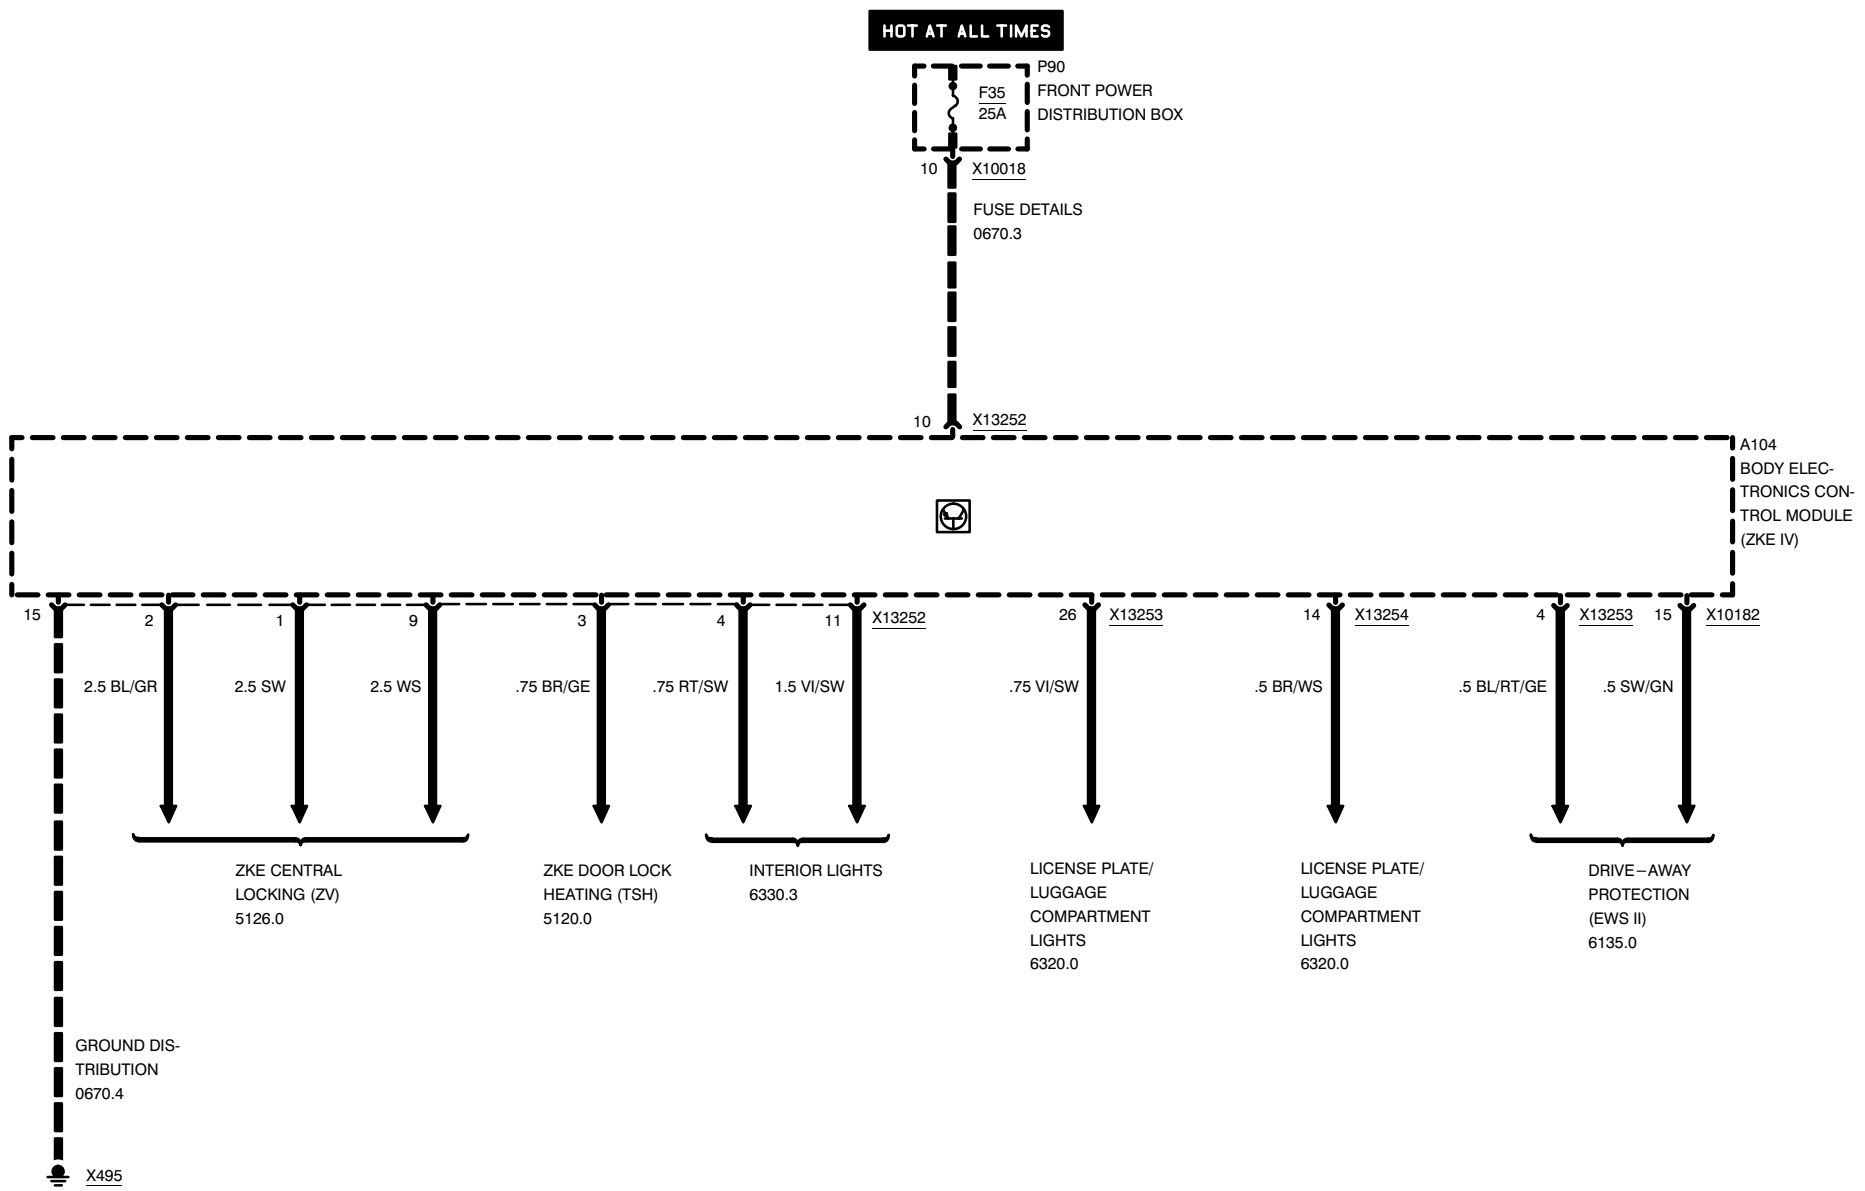 HOT AT ALL TIMES
P90
FRONT POWER
DISTRIBUTION BOX
F35
25A
10
X10018
FUSE DETAILS
0670.3
10
X13252
A104
BODY ELEC-
TRONICS CON-
TROL MODULE
(ZKE IV)
15
2
1
9
3
4
11
X13252
26
X13253
14
X13254
4
X13253
15
X10182
2.5 BL/GR
2.5 SW
2.5 WS
.75 BR/GE
.75 RT/SW
1.5 VI/SW
.75 VI/SW
.5 BR/WS
.5 BL/RT/GE
.5 SW/GN
ZKE CENTRAL
LOCKING (ZV)
5126.0
ZKE DOOR LOCK
HEATING (TSH)
5120.0
INTERIOR LIGHTS
6330.3
LICENSE PLATE/
LUGGAGE
COMPARTMENT
LIGHTS
6320.0
LICENSE PLATE/
LUGGAGE
COMPARTMENT
LIGHTS
6320.0
DRIVE–AWAY
PROTECTION
(EWS II)
6135.0
GROUND DIS-
TRIBUTION
0670.4
X495